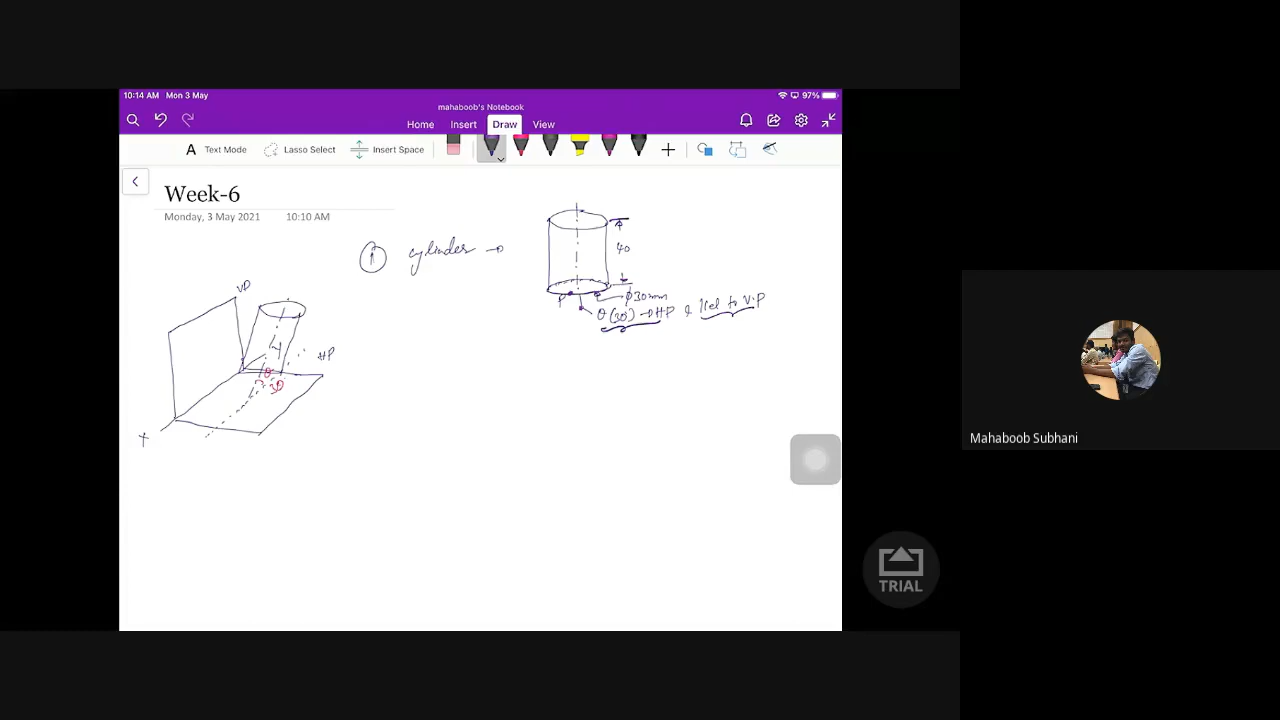 10:14 AM Mon 3 May
97%
mahaboob's Notebook
Home Insert Draw View
Text Mode Lasso Select Insert Space
Week-6
Monday, 3 May 2021 10:10 AM
1 cylinder →
40
P ϕ30mm
θ (30°) → HP & llel to V.P
VP
HP
θ
30
X
Mahaboob Subhani
TRIAL